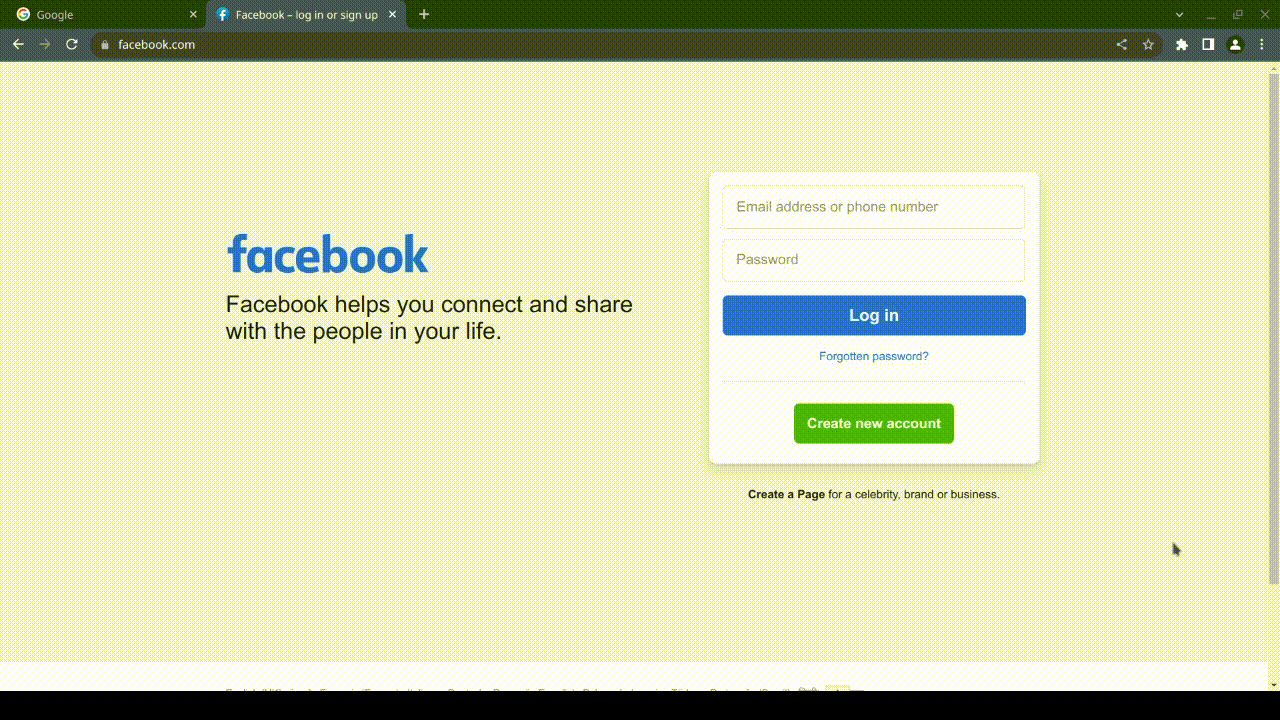 Google
Facebook – log in or sign up
facebook.com
facebook
Facebook helps you connect and share
with the people in your life.
Email address or phone number
Password
Log in
Forgotten password?
Create new account
Create a Page for a celebrity, brand or business.